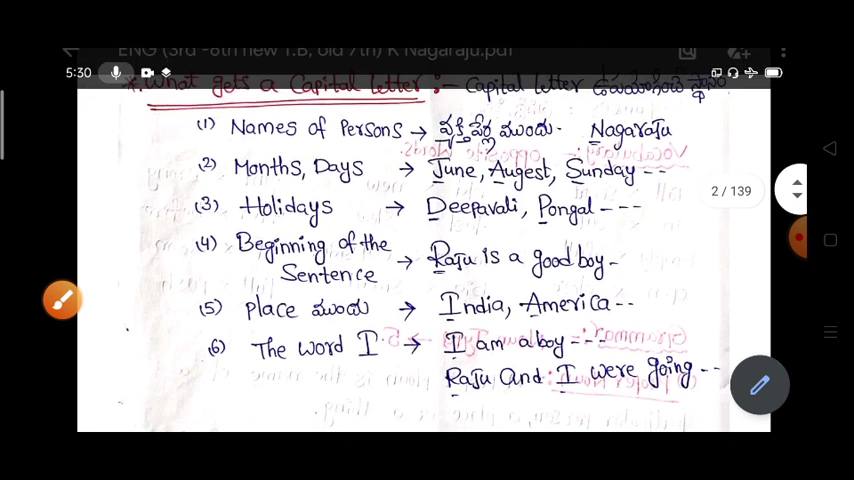 ENG (3rd -6th new T.B, old 7th) K Nagaraju.pdf
5:30
* What gets a Capital letter :- Capital letter ఉపయోగించే స్థానం
(1) Names of Persons → వ్యక్తి పేర్ల ముందు. Nagaraju
(2) Months, Days → June, Augest, Sunday --
(3) Holidays → Deepavali, Pongal ----
2 / 139
(4) Beginning of the
Sentence → Raju is a good boy -
(5) place ముందు → India, America --
(6) The word I → I am a boy ---
Raju and I were going --